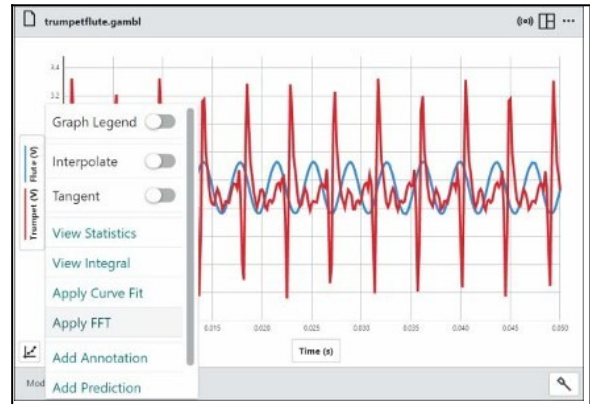 trumpetflute.gambl
3.4
3.2
Graph Legend
Interpolate
Tangent
View Statistics
View Integral
Apply Curve Fit
Apply FFT
Add Annotation
Add Prediction
Trumpet (V) Flute (V)
0.015 0.020 0.025 0.030 0.035 0.040 0.045 0.050
Time (s)
Mod